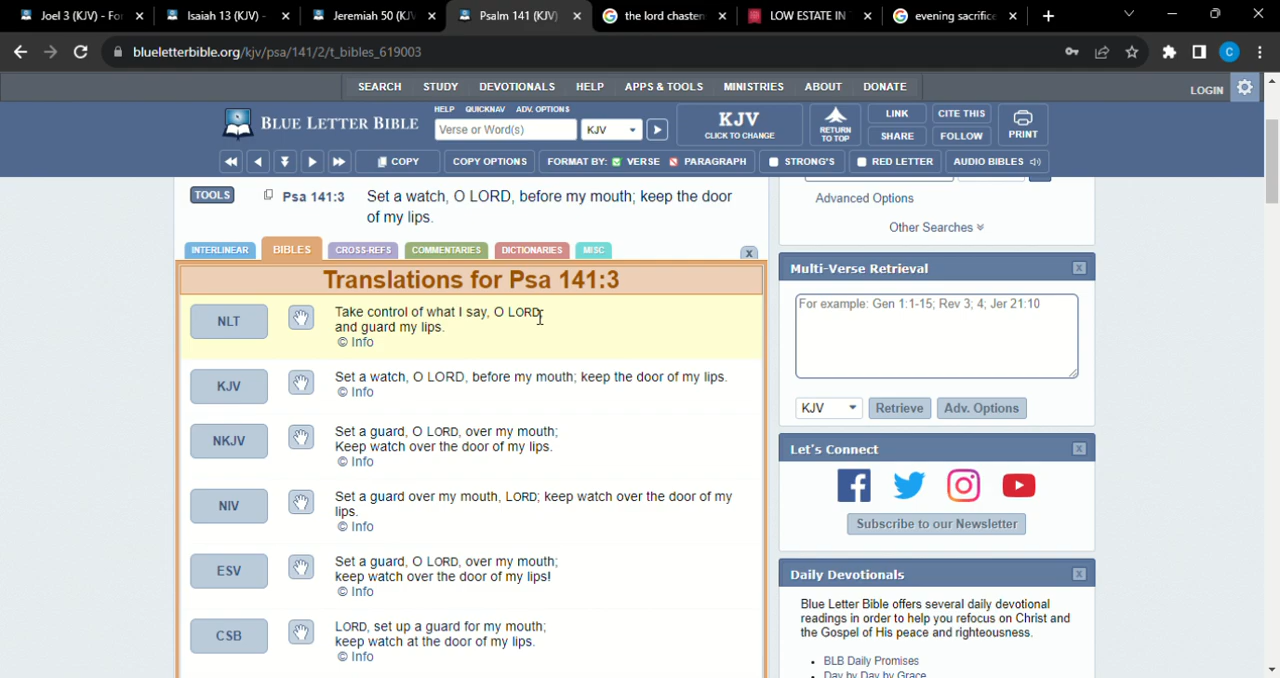 Joel 3 (KJV) - For
Isaiah 13 (KJV) -
Jeremiah 50 (KJV
Psalm 141 (KJV)
the lord chasten
LOW ESTATE IN
evening sacrifice
blueletterbible.org/kjv/psa/141/2/t_bibles_619003
C
SEARCH STUDY DEVOTIONALS HELP APPS & TOOLS MINISTRIES ABOUT DONATE
LOGIN
BLUE LETTER BIBLE
HELP QUICKNAV ADV. OPTIONS
Verse or Word(s)
KJV
KJV
CLICK TO CHANGE
RETURN
TO TOP
LINK
CITE THIS
SHARE
FOLLOW
PRINT
COPY
COPY OPTIONS
FORMAT BY: VERSE PARAGRAPH
STRONG'S
RED LETTER
AUDIO BIBLES
TOOLS
Psa 141:3
Set a watch, O LORD, before my mouth; keep the door
of my lips.
INTERLINEAR
BIBLES
CROSS-REFS
COMMENTARIES
DICTIONARIES
MISC
x
Translations for Psa 141:3
NLT
Take control of what I say, O LORD,
and guard my lips.
© Info
KJV
Set a watch, O LORD, before my mouth; keep the door of my lips.
© Info
NKJV
Set a guard, O LORD, over my mouth;
Keep watch over the door of my lips.
© Info
NIV
Set a guard over my mouth, LORD; keep watch over the door of my
lips.
© Info
ESV
Set a guard, O LORD, over my mouth;
keep watch over the door of my lips!
© Info
CSB
LORD, set up a guard for my mouth;
keep watch at the door of my lips.
© Info
Advanced Options
Other Searches
Multi-Verse Retrieval
x
For example: Gen 1:1-15; Rev 3; 4; Jer 21:10
KJV
Retrieve
Adv. Options
Let's Connect
x
Subscribe to our Newsletter
Daily Devotionals
x
Blue Letter Bible offers several daily devotional
readings in order to help you refocus on Christ and
the Gospel of His peace and righteousness.
BLB Daily Promises
Day by Day by Grace